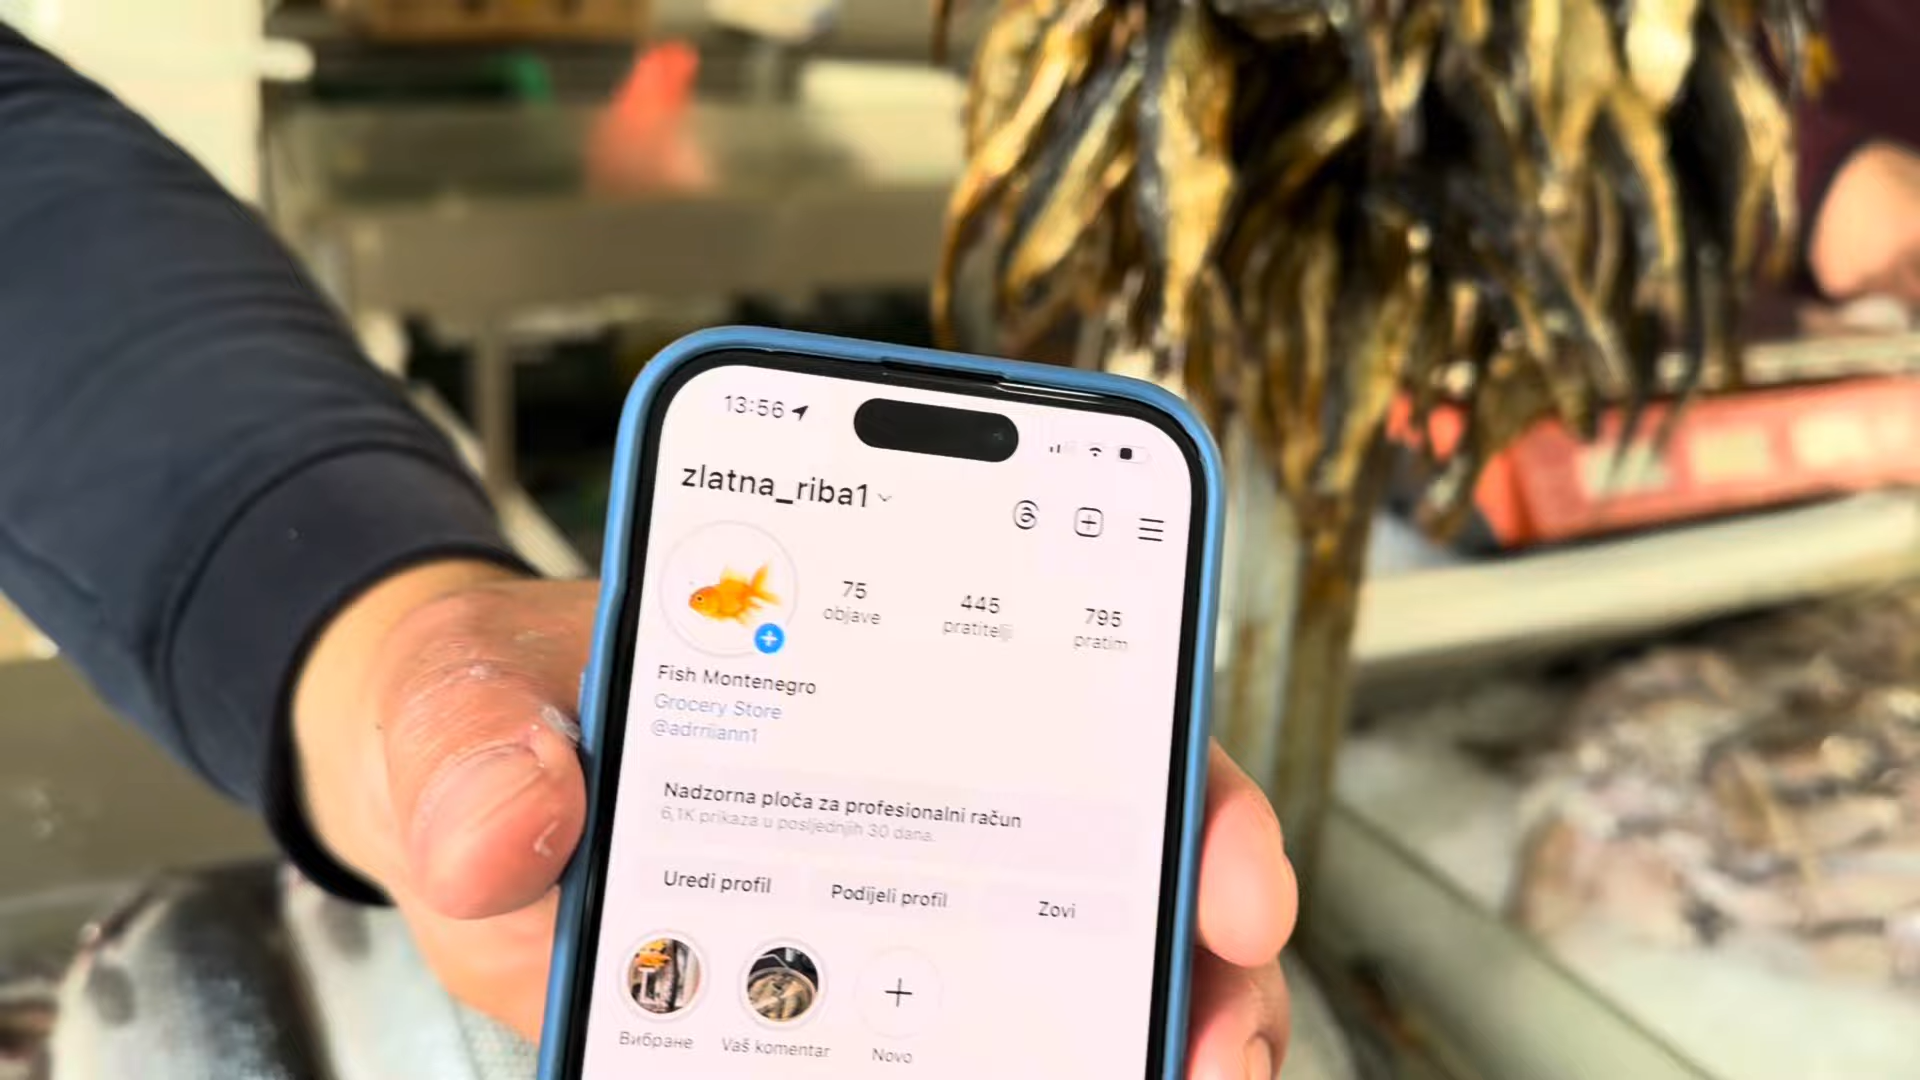 13:56
zlatna_riba1
75
objave
445
pratitelji
795
pratim
Fish Montenegro
Grocery Store
@adrriiann1
Nadzorna ploča za profesionalni račun
6,1K prikaza u posljednjih 30 dana.
Uredi profil
Podijeli profil
Zovi
Вибране
Vaš komentar
Novo